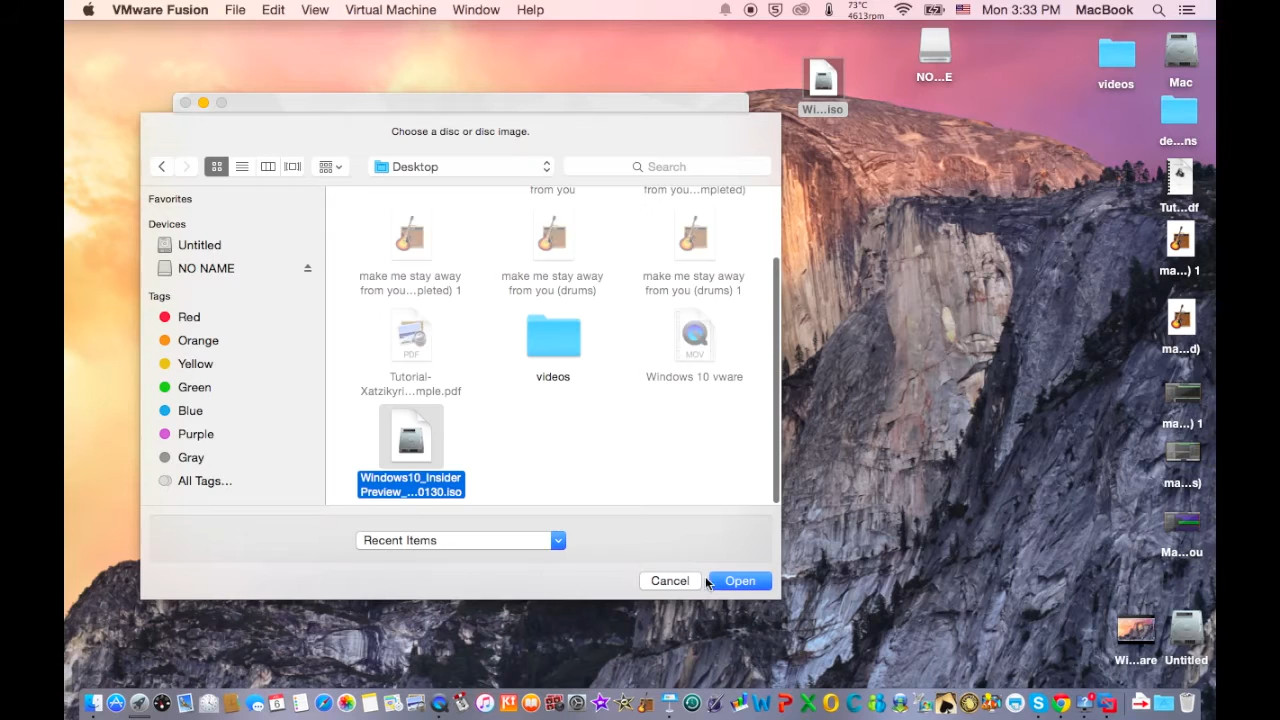 VMware Fusion File Edit View Virtual Machine Window Help 73°C Mon 3:33 PM MacBook
4613rpm
NO...E
videos
Mac
Wi...iso
Choose a disc or disc image.
de...ns
Desktop
Search
Favorites
from you
from you...mpleted)
Devices
Untitled
NO NAME
Tut...df
make me stay away
from you...pleted) 1
make me stay away
from you (drums)
make me stay away
from you (drums) 1
ma...) 1
Tags
Red
Orange
Yellow
Green
Blue
Purple
Gray
All Tags...
PDF
MOV
ma...d)
Tutorial-
Xatzikyri...mple.pdf
videos
Windows 10 vware
ma...) 1
Windows10_Insider
Preview_...0130.iso
ma...s)
Recent Items
Ma...ou
Cancel
Open
Wi...are
Untitled
6